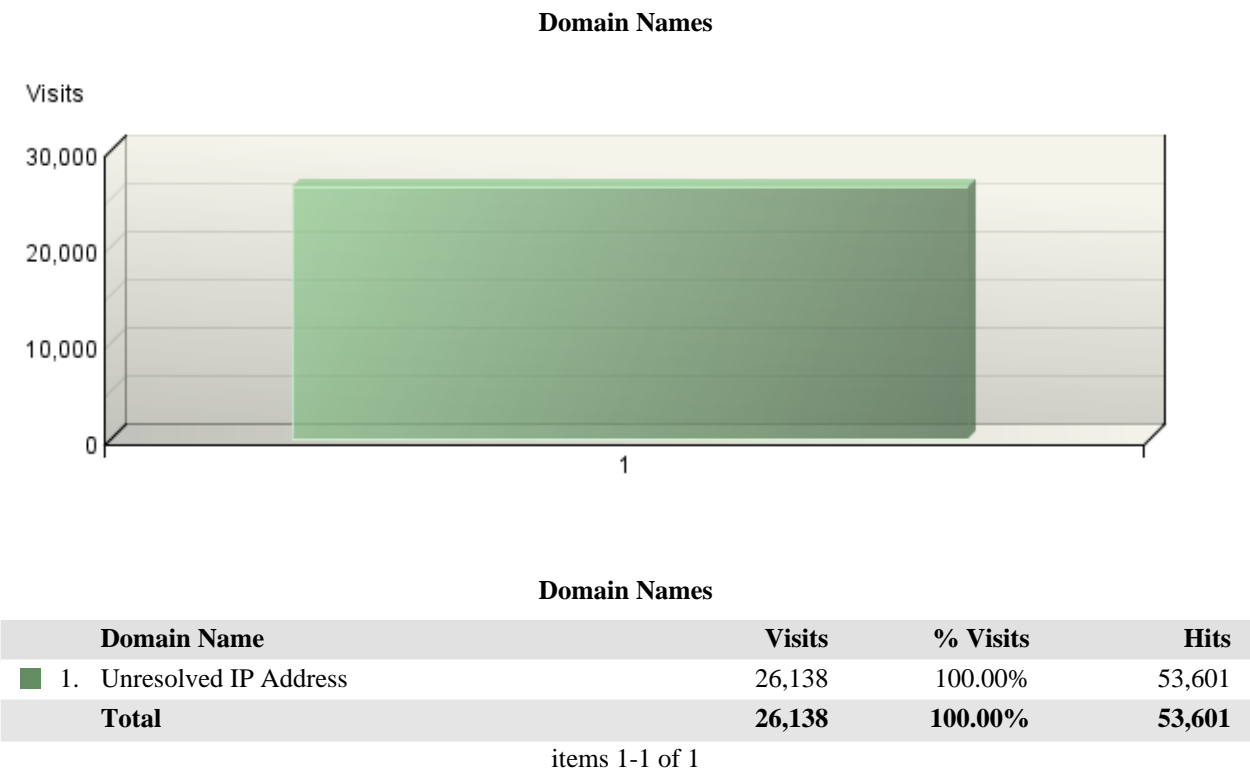 Domain Names
Visits
30,000
20,000
10,000
0
1
Domain Names
Domain Name Visits % Visits Hits
1. Unresolved IP Address 26,138 100.00% 53,601
Total 26,138 100.00% 53,601
items 1-1 of 1